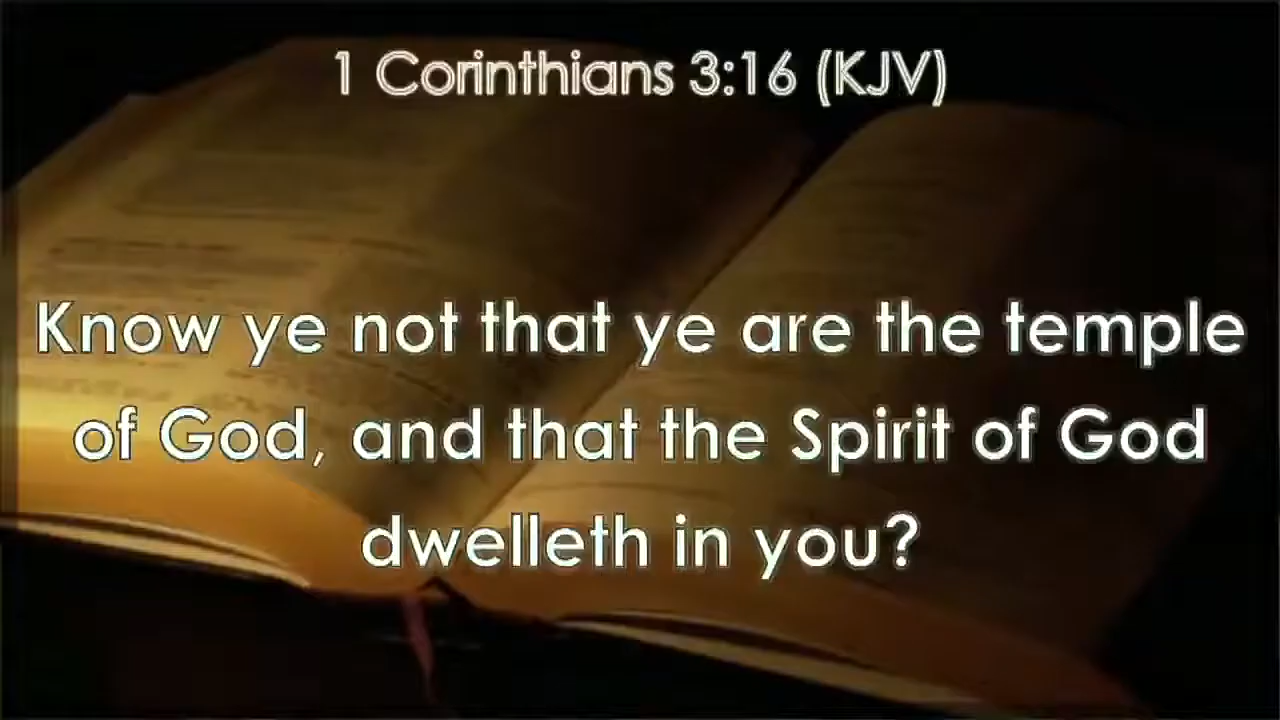 1 Corinthians 3:16 (KJV)
Know ye not that ye are the temple
of God, and that the Spirit of God
dwelleth in you?